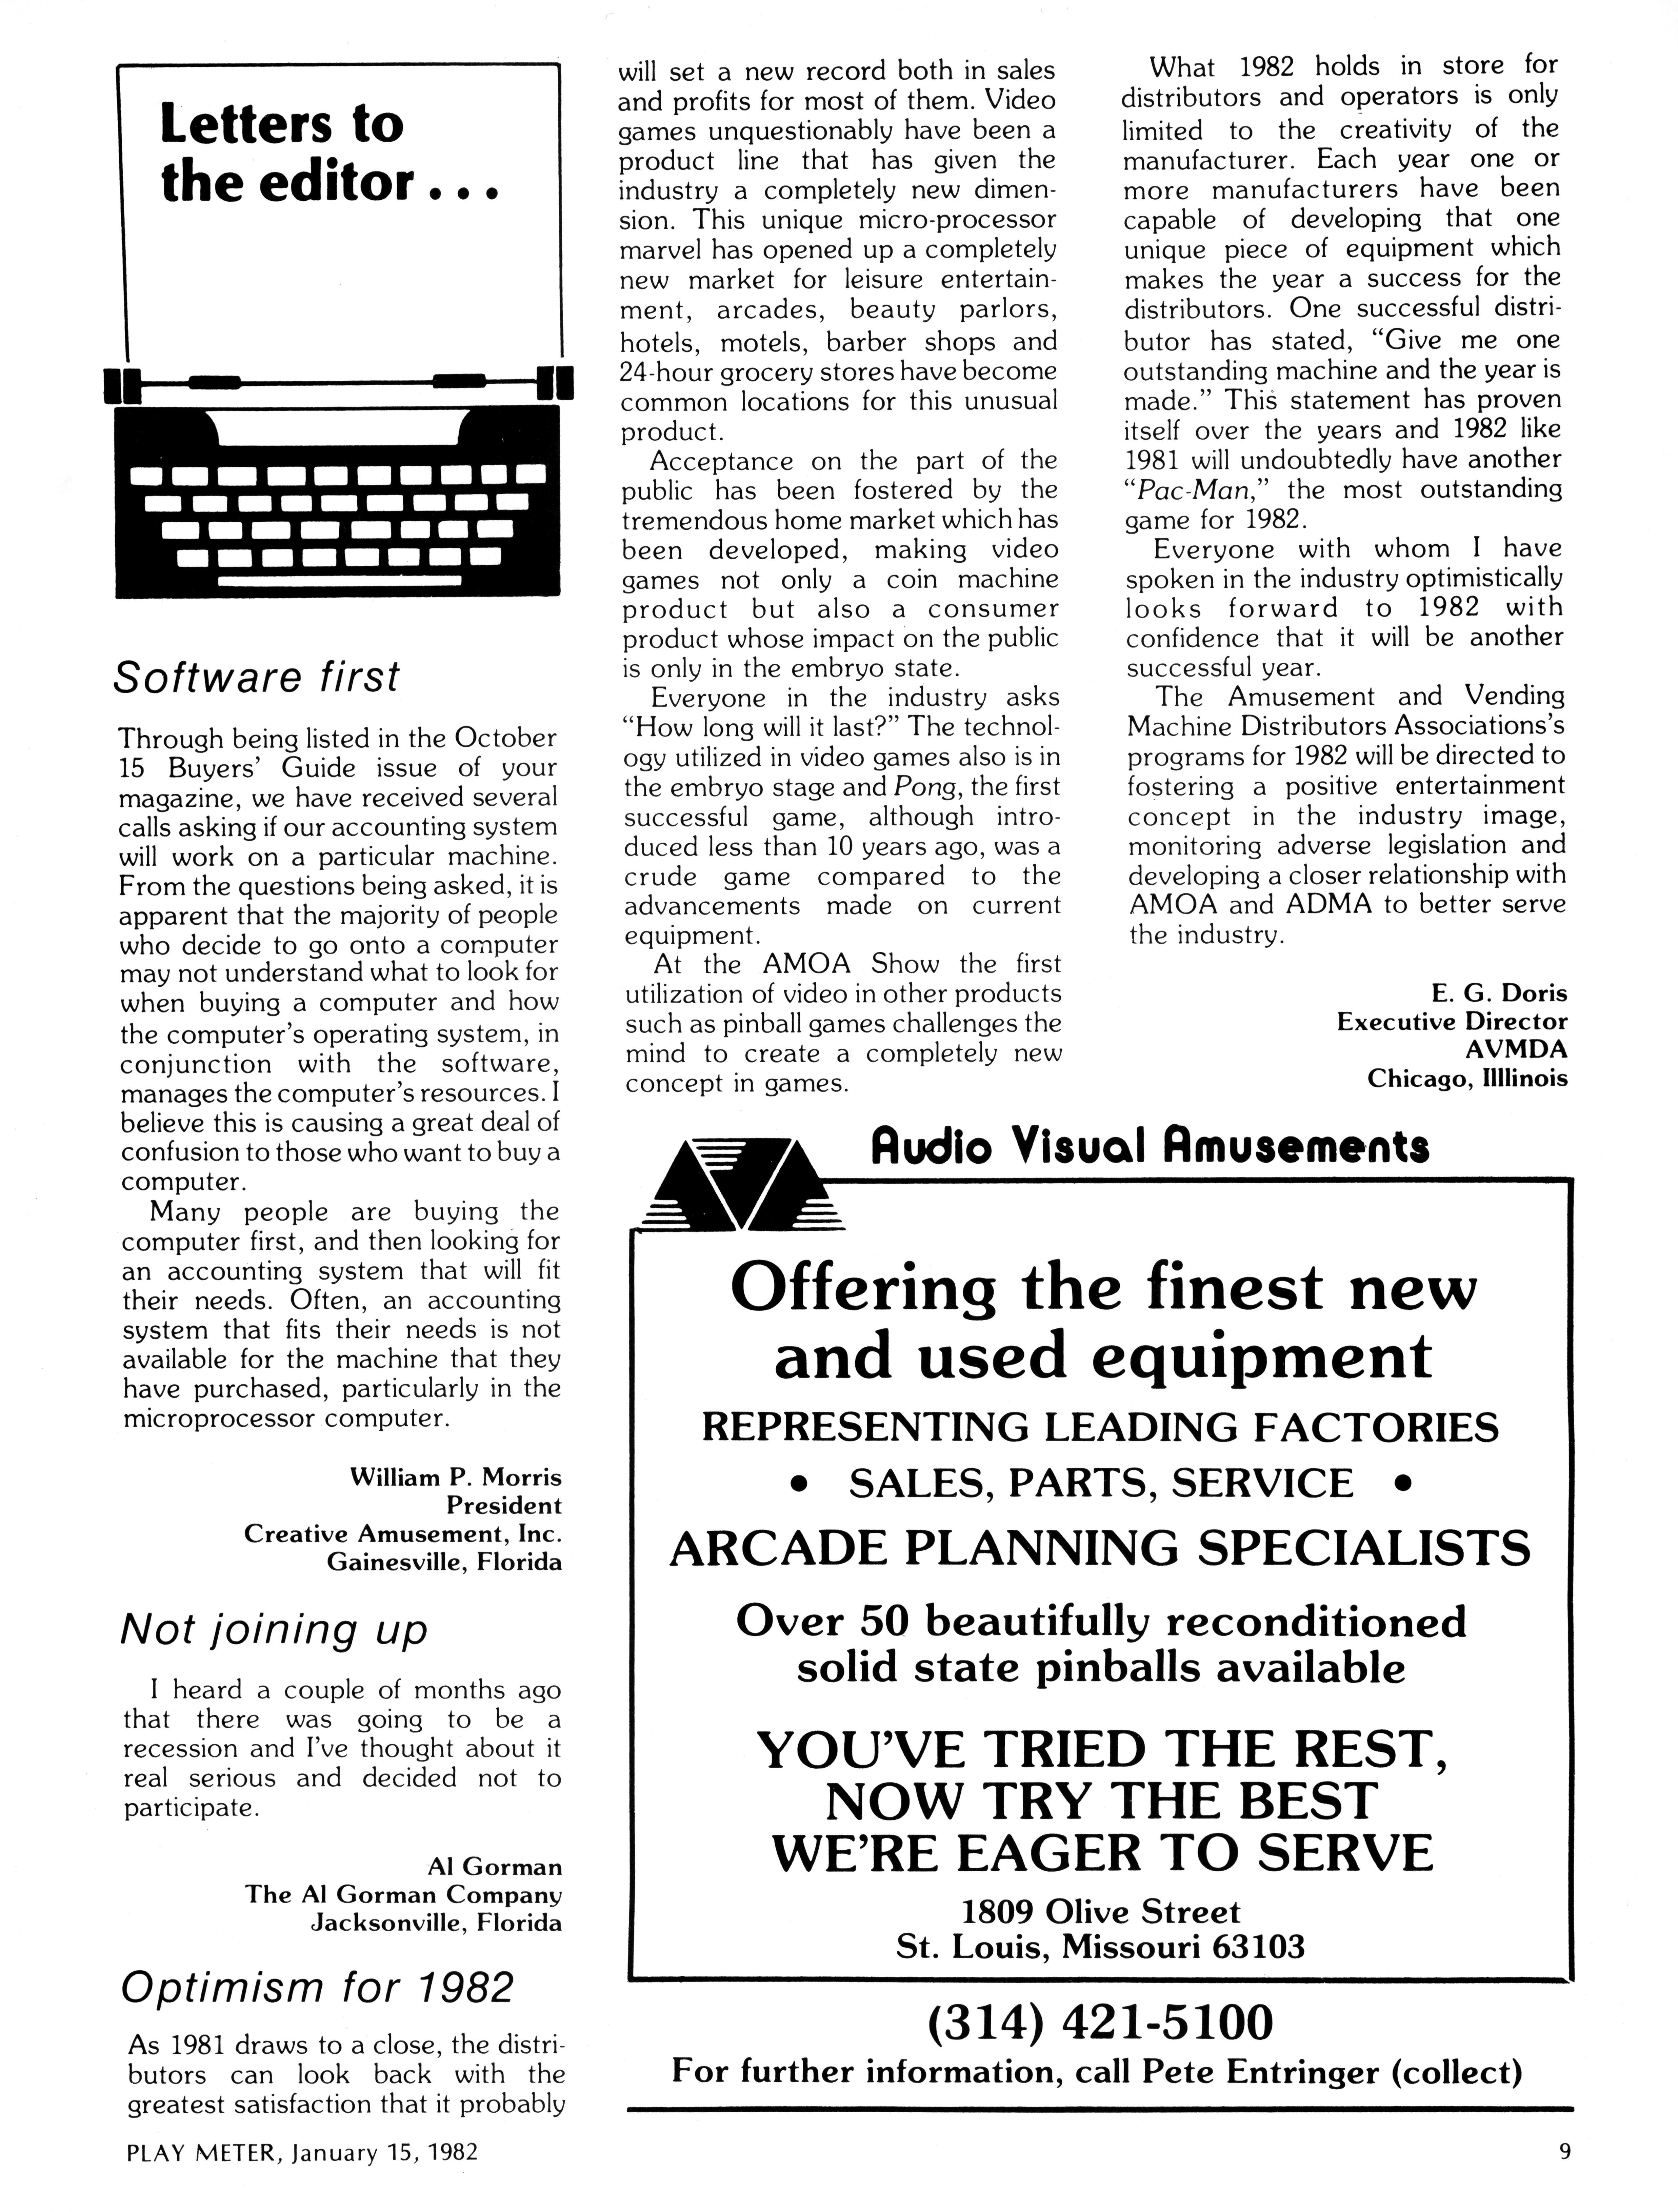 Letters to
the editor...
Software first
Through being listed in the October
15 Buyers' Guide issue of your
magazine, we have received several
calls asking if our accounting system
will work on a particular machine.
From the questions being asked, it is
apparent that the majority of people
who decide to go onto a computer
may not understand what to look for
when buying a computer and how
the computer's operating system, in
conjunction with the software,
manages the computer's resources. I
believe this is causing a great deal of
confusion to those who want to buy a
computer.
Many people are buying the
computer first, and then looking for
an accounting system that will fit
their needs. Often, an accounting
system that fits their needs is not
available for the machine that they
have purchased, particularly in the
microprocessor computer.
William P. Morris
President
Creative Amusement, Inc.
Gainesville, Florida
Not joining up
I heard a couple of months ago
that there was going to be a
recession and I've thought about it
real serious and decided not to
participate.
Al Gorman
The Al Gorman Company
Jacksonville, Florida
Optimism for 1982
As 1981 draws to a close, the distri-
butors can look back with the
greatest satisfaction that it probably
will set a new record both in sales
and profits for most of them. Video
games unquestionably have been a
product line that has given the
industry a completely new dimen-
sion. This unique micro-processor
marvel has opened up a completely
new market for leisure entertain-
ment, arcades, beauty parlors,
hotels, motels, barber shops and
24-hour grocery stores have become
common locations for this unusual
product.
Acceptance on the part of the
public has been fostered by the
tremendous home market which has
been developed, making video
games not only a coin machine
product but also a consumer
product whose impact on the public
is only in the embryo state.
Everyone in the industry asks
"How long will it last?" The technol-
ogy utilized in video games also is in
the embryo stage and Pong, the first
successful game, although intro-
duced less than 10 years ago, was a
crude game compared to the
advancements made on current
equipment.
At the AMOA Show the first
utilization of video in other products
such as pinball games challenges the
mind to create a completely new
concept in games.
What 1982 holds in store for
distributors and operators is only
limited to the creativity of the
manufacturer. Each year one or
more manufacturers have been
capable of developing that one
unique piece of equipment which
makes the year a success for the
distributors. One successful distri-
butor has stated, "Give me one
outstanding machine and the year is
made." This statement has proven
itself over the years and 1982 like
1981 will undoubtedly have another
"Pac-Man," the most outstanding
game for 1982.
Everyone with whom I have
spoken in the industry optimistically
looks forward to 1982 with
confidence that it will be another
successful year.
The Amusement and Vending
Machine Distributors Associations's
programs for 1982 will be directed to
fostering a positive entertainment
concept in the industry image,
monitoring adverse legislation and
developing a closer relationship with
AMOA and ADMA to better serve
the industry.
E. G. Doris
Executive Director
AVMDA
Chicago, Illlinois
Audio Visual Amusements
Offering the finest new
and used equipment
REPRESENTING LEADING FACTORIES
• SALES, PARTS, SERVICE •
ARCADE PLANNING SPECIALISTS
Over 50 beautifully reconditioned
solid state pinballs available
YOU'VE TRIED THE REST,
NOW TRY THE BEST
WE'RE EAGER TO SERVE
1809 Olive Street
St. Louis, Missouri 63103
(314) 421-5100
For further information, call Pete Entringer (collect)
PLAY METER, January 15, 1982
9